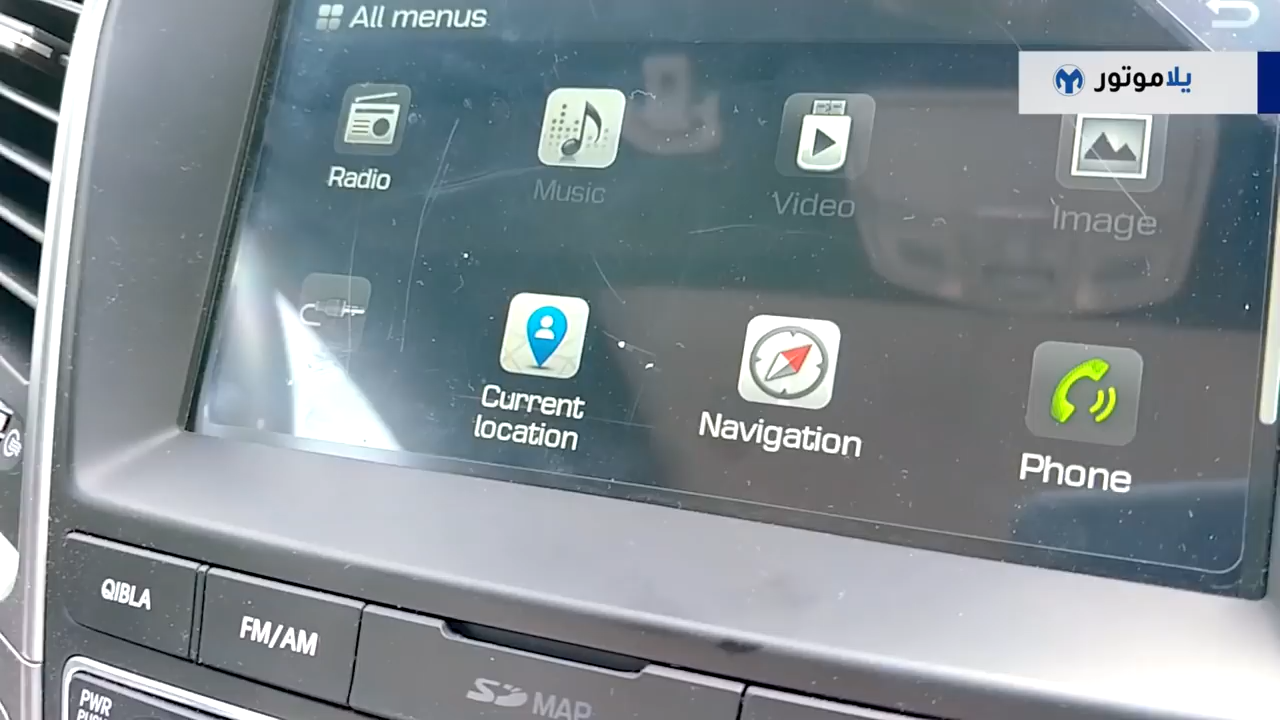 All menus
يلاموتور
Radio
Music
Video
Image
Current
location
Navigation
Phone
QIBLA
FM/AM
SD MAP
PWR